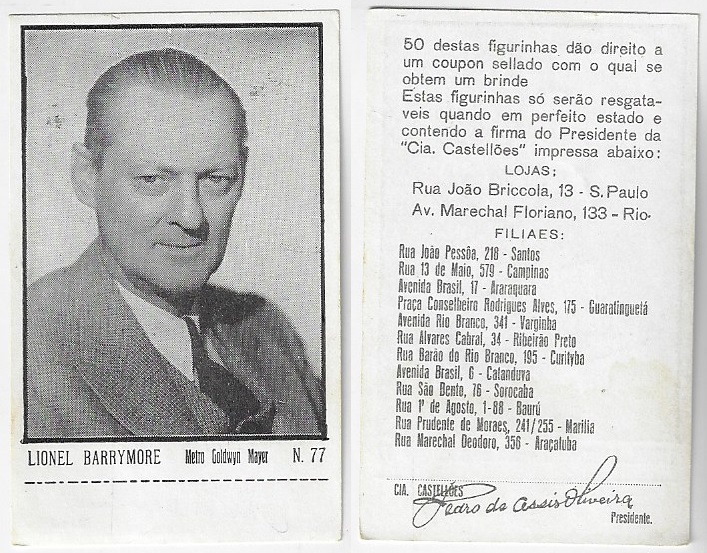 LIONEL BARRYMORE Metro Goldwyn Mayer N. 77
50 destas figurinhas dão direito a
um coupon sellado com o qual se
obtem um brinde
Estas figurinhas só serão resgata-
veis quando em perfeito estado e
contendo a firma do Presidente da
"Cia. Castellões" impressa abaixo:
LOJAS:
Rua João Briccola, 13 - S. Paulo
Av. Marechal Floriano, 133 - Rio.
FILIAES:
Rua João Pessôa, 218 - Santos
Rua 13 de Maio, 579 - Campinas
Avenida Brasil, 17 - Araraquara
Praça Conselheiro Rodrigues Alves, 175 - Guaratinguetá
Avenida Rio Branco, 341 - Varginha
Rua Alvares Cabral, 34 - Ribeirão Preto
Rua Barão do Rio Branco, 195 - Curityba
Avenida Brasil, 6 - Catanduva
Rua São Bento, 76 - Sorocaba
Rua 1º de Agosto, 1-88 - Baurú
Rua Prudente de Moraes, 241/255 - Marilia
Rua Marechal Deodoro, 356 - Araçatuba
CIA. CASTELLÕES
Pedro de Assis Oliveira
Presidente.